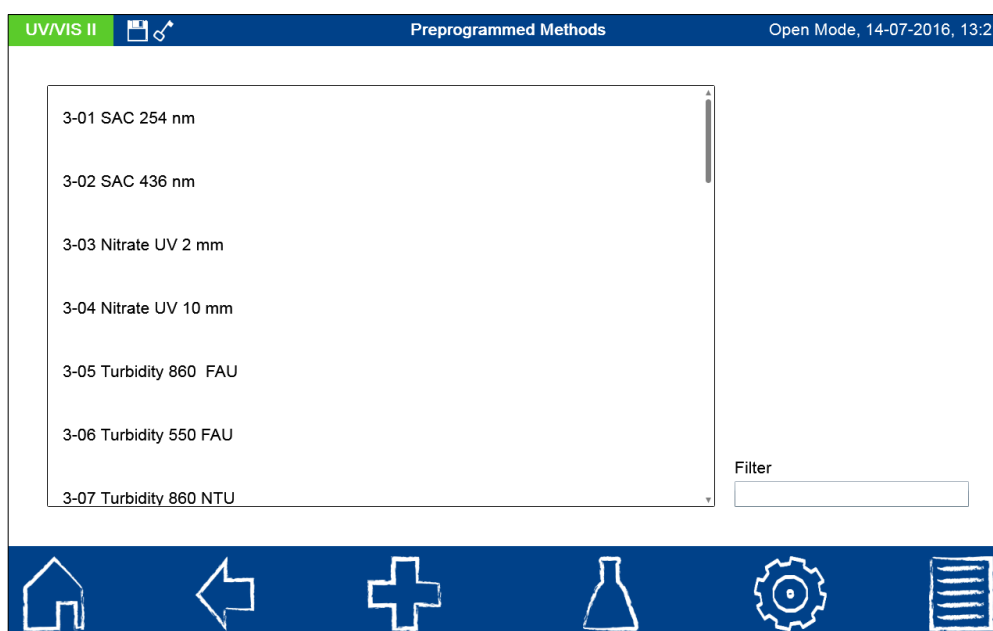 UV/VIS II Preprogrammed Methods Open Mode, 14-07-2016, 13:2
3-01 SAC 254 nm
3-02 SAC 436 nm
3-03 Nitrate UV 2 mm
3-04 Nitrate UV 10 mm
3-05 Turbidity 860  FAU
3-06 Turbidity 550 FAU
3-07 Turbidity 860 NTU
Filter